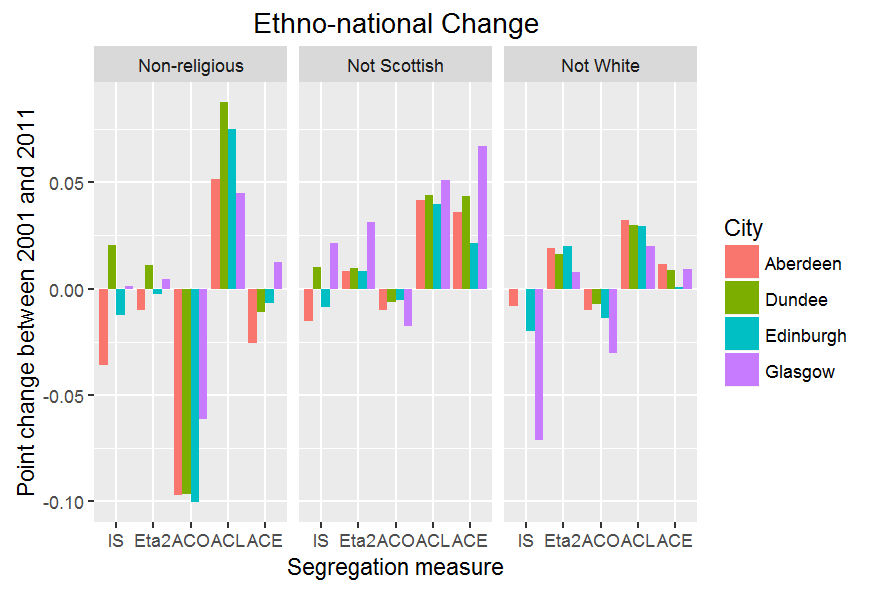 Ethno-national Change
Non-religious
Not Scottish
Not White
Point change between 2001 and 2011
0.05
0.00
-0.05
-0.10
IS Eta2 ACO ACL ACE
IS Eta2 ACO ACL ACE
IS Eta2 ACO ACL ACE
Segregation measure
City
Aberdeen
Dundee
Edinburgh
Glasgow